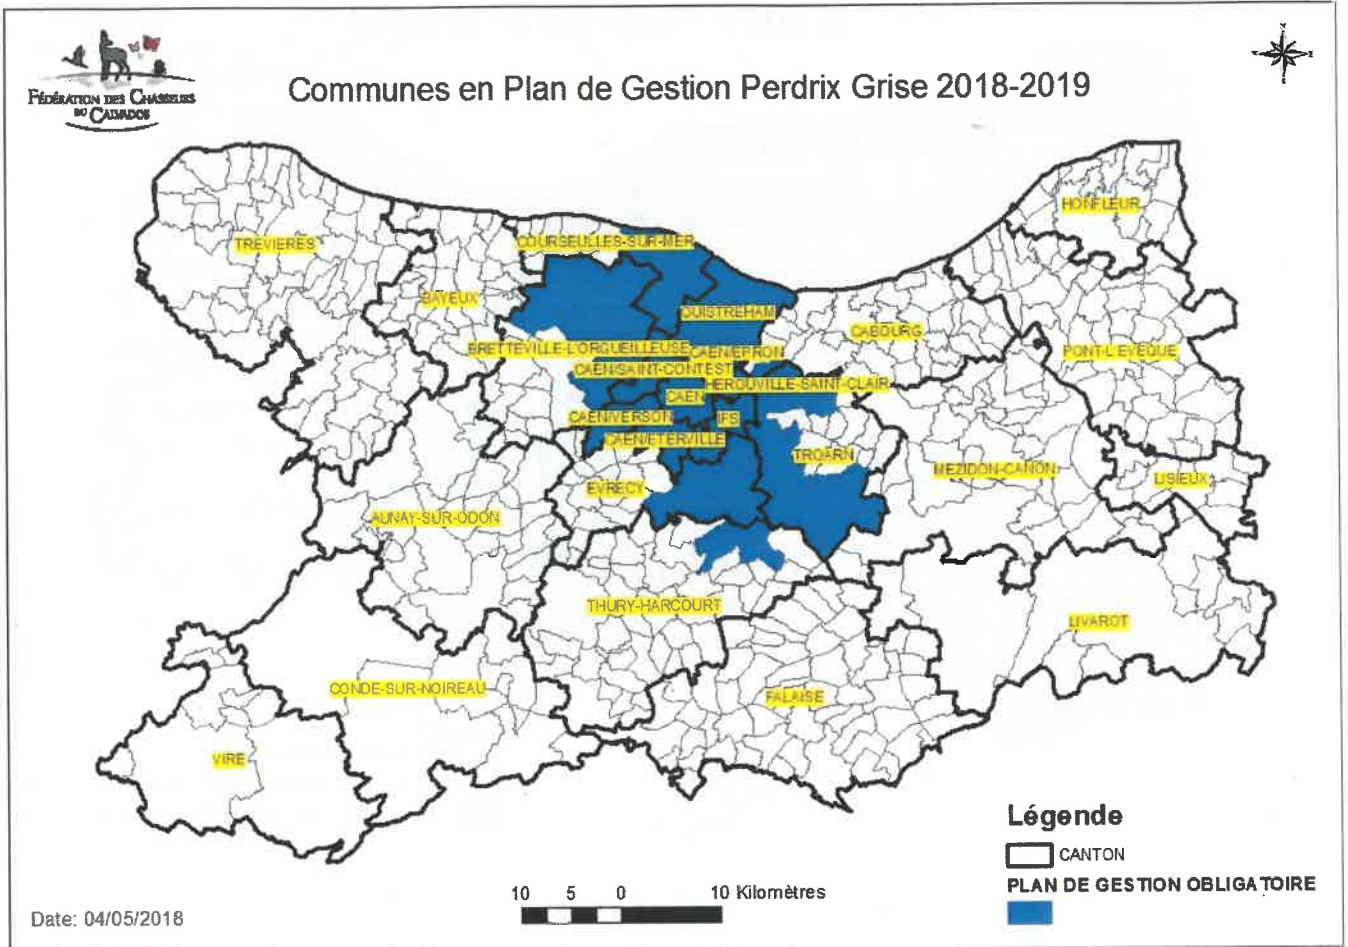 FÉDÉRATION DES CHASSEURS
DU CALVADOS
Communes en Plan de Gestion Perdrix Grise 2018-2019
HONFLEUR
TREVIERES
COURSEULLES-SUR-MER
BAYEUX
OUISTREHAM
CABOURG
BRETTEVILLE-L'ORGUEILLEUSE
CAEN/EPRON
PONT-L'EVEQUE
CAEN/SAINT-CONTEST
HEROUVILLE-SAINT-CLAIR
CAEN
CAEN/VERSON
IFS
CAEN/ETERVILLE
TROARN
MEZIDON-CANON
LISIEUX
EVRECY
AUNAY-SUR-ODON
THURY-HARCOURT
LIVAROT
CONDE-SUR-NOIREAU
FALAISE
VIRE
Légende
CANTON
PLAN DE GESTION OBLIGATOIRE
10 5 0 10 Kilomètres
Date: 04/05/2018